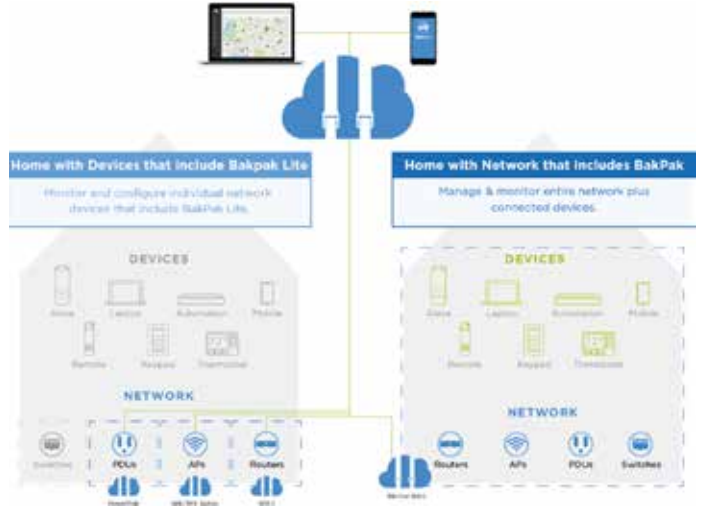 Home with Devices that include Bakpak Lite
Monitor and configure individual network
devices that include BakPak Lite.
Home with Network that includes BakPak
Manage & monitor entire network plus
connected devices.
DEVICES
Alexa
Laptop
Automation
Mobile
Remote
Keypad
Thermostat
NETWORK
Switches
PDUs
APs
Routers
DEVICES
Alexa
Laptop
Automation
Mobile
Remote
Keypad
Thermostat
NETWORK
Routers
APs
PDUs
Switches